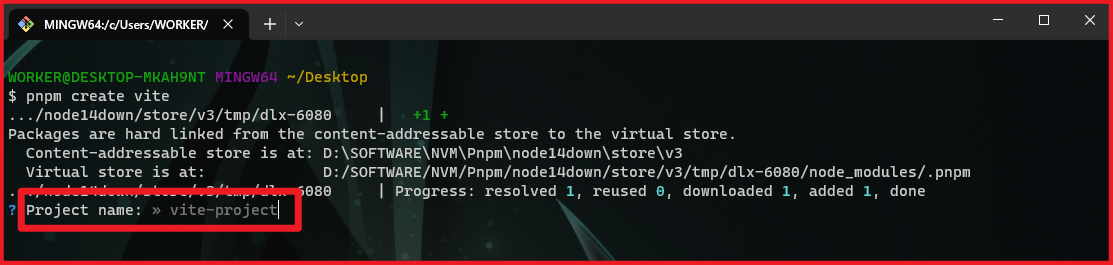 MINGW64:/c/Users/WORKER/
WORKER@DESKTOP-MKAH9NT MINGW64 ~/Desktop
$ pnpm create vite
.../node14down/store/v3/tmp/dlx-6080 | +1 +
Packages are hard linked from the content-addressable store to the virtual store.
Content-addressable store is at: D:\SOFTWARE\NVM\Pnpm\node14down\store\v3
Virtual store is at: D:/SOFTWARE/NVM/Pnpm/node14down/store/v3/tmp/dlx-6080/node_modules/.pnpm
.../node14down/store/v3/tmp/dlx-6080 | Progress: resolved 1, reused 0, downloaded 1, added 1, done
? Project name: » vite-project